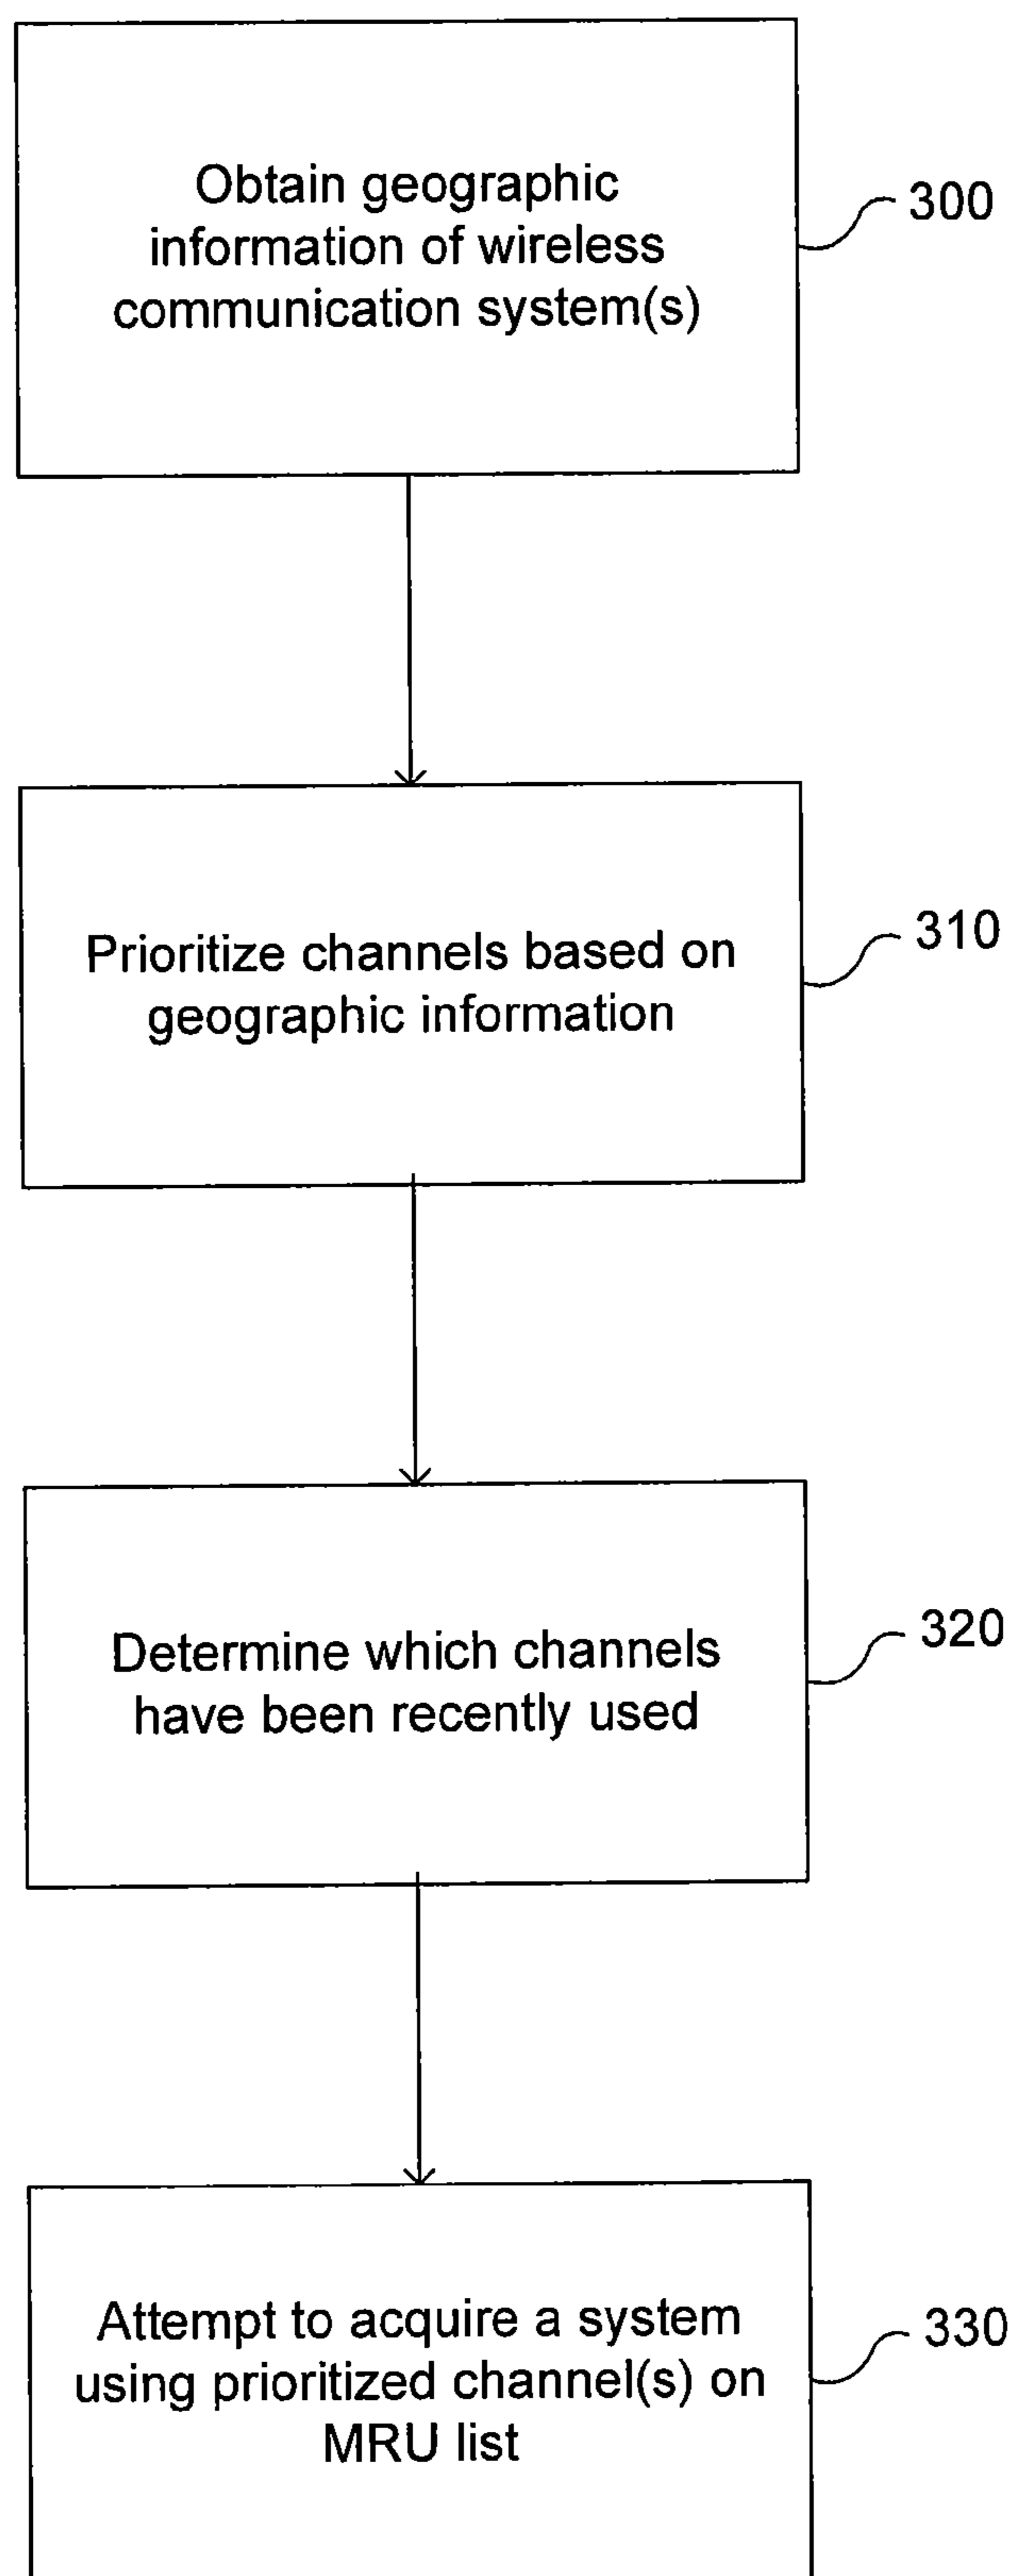 Obtain geographic
information of wireless
communication system(s)
300
Prioritize channels based on
geographic information
310
Determine which channels
have been recently used
320
Attempt to acquire a system
using prioritized channel(s) on
MRU list
330